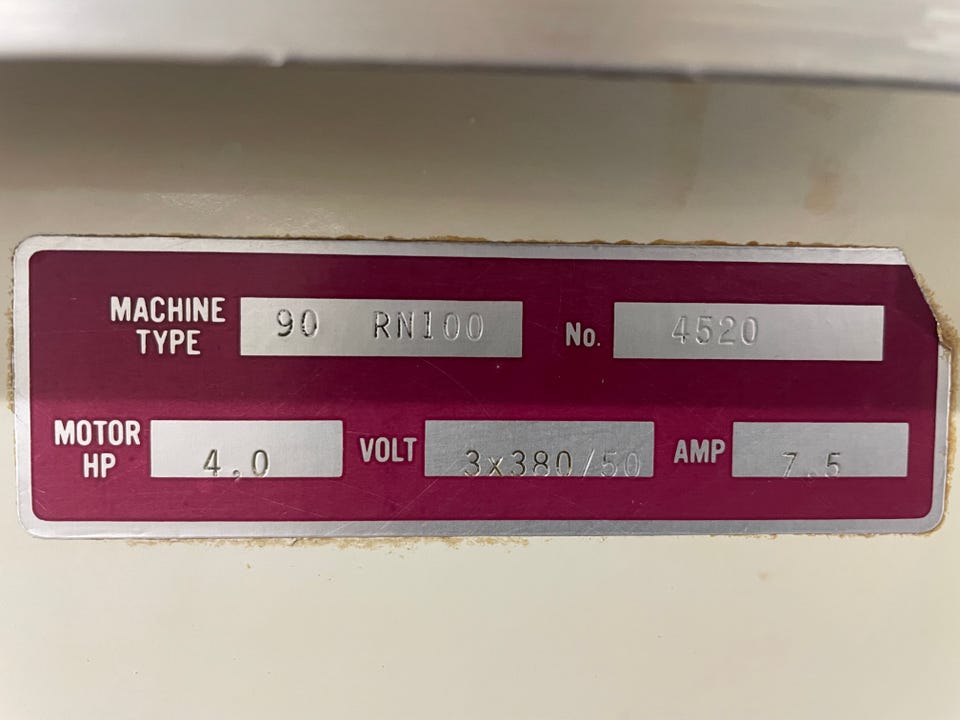 MACHINE TYPE 90 RN100 No. 4520
MOTOR HP 4,0 VOLT 3x380/50 AMP 7,5